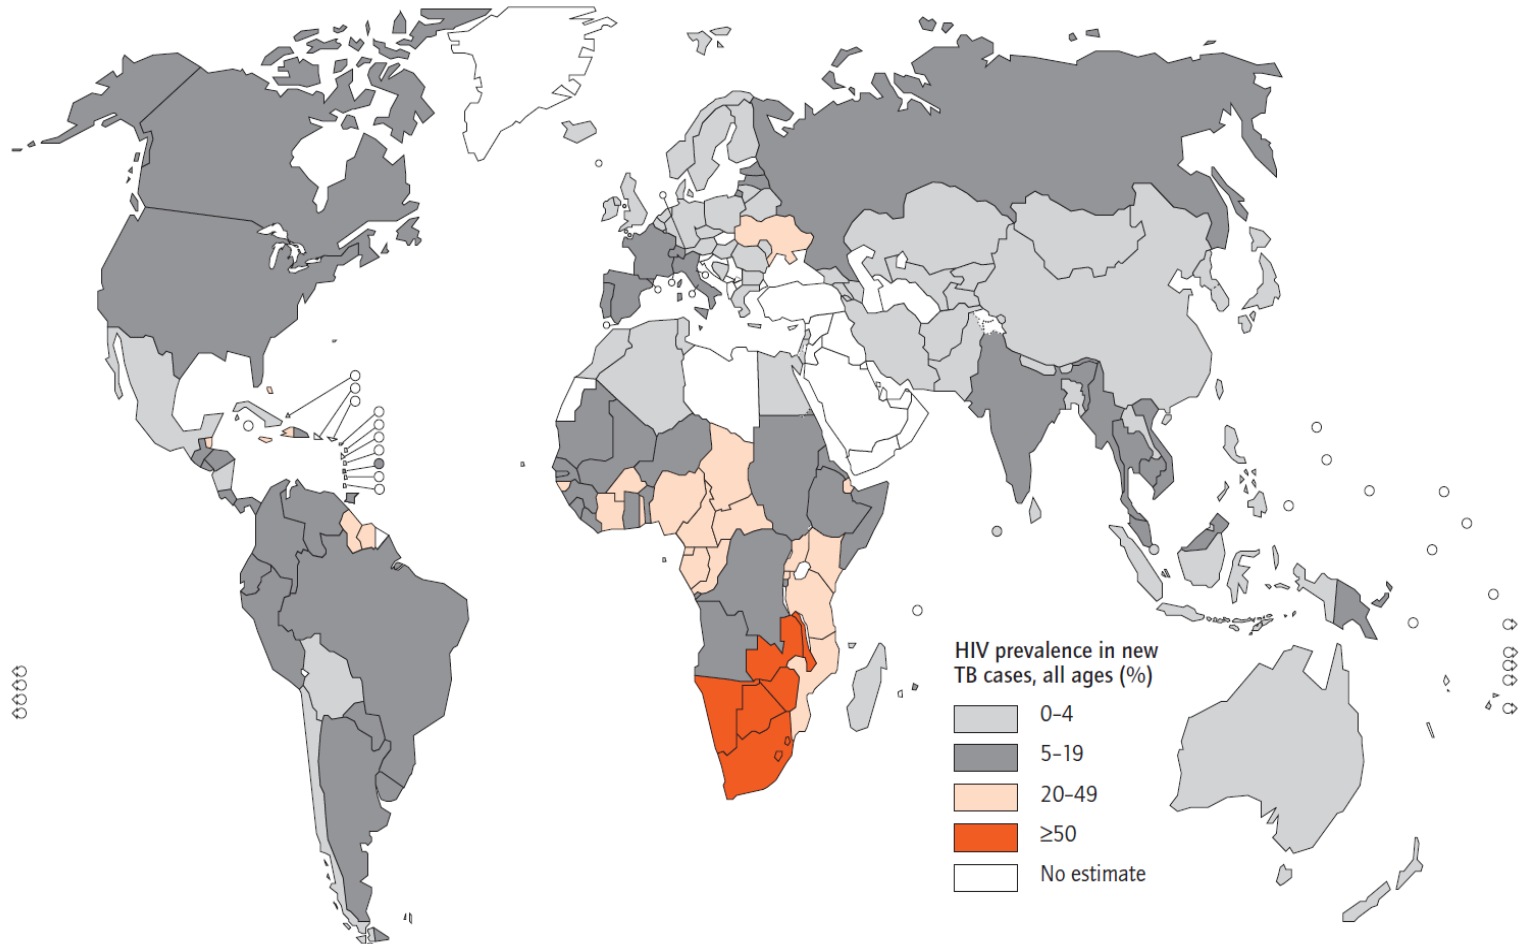 HIV prevalence in new
TB cases, all ages (%)
0–4
5–19
20–49
≥50
No estimate